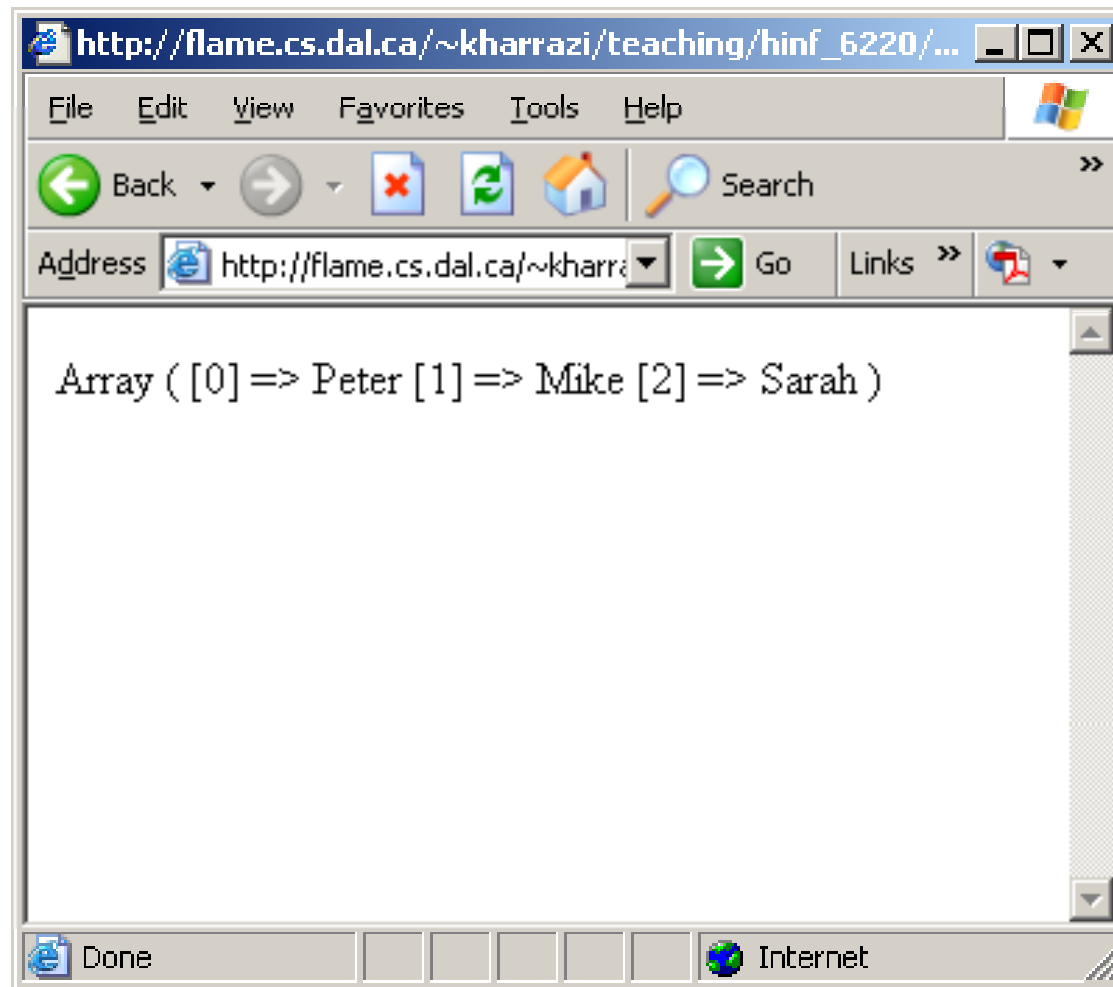 http://flame.cs.dal.ca/~kharrazi/teaching/hinf_6220/...
File Edit View Favorites Tools Help
Back Search »
Address http://flame.cs.dal.ca/~kharra Go Links »
Array ( [0] => Peter [1] => Mike [2] => Sarah )
Done Internet